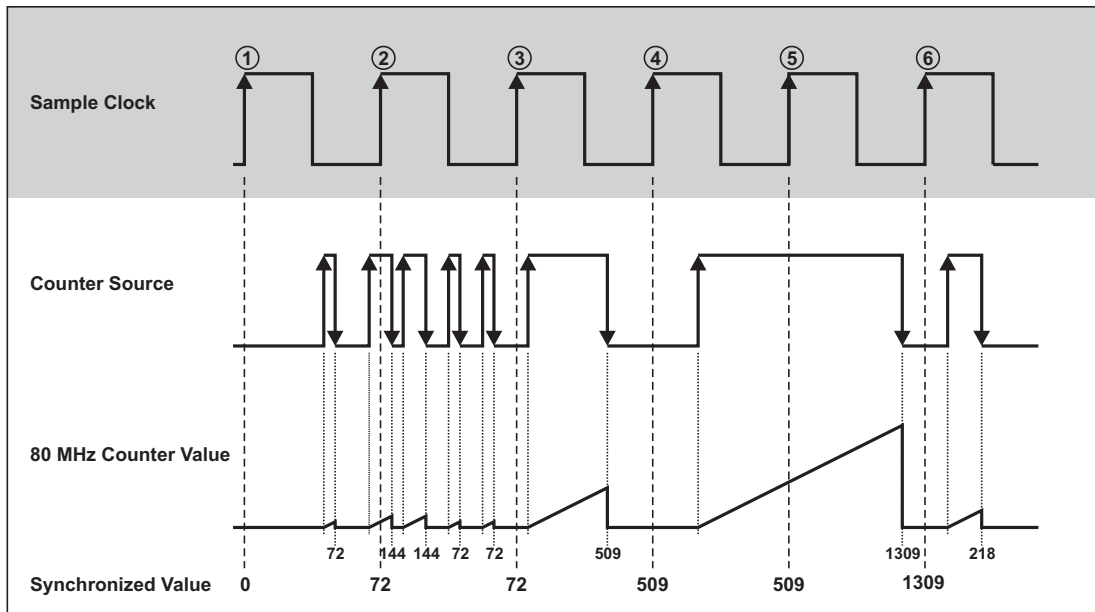 ① ② ③ ④ ⑤ ⑥
Sample Clock
Counter Source
80 MHz Counter Value
72 144 144 72 72 509 1309 218
Synchronized Value 0 72 72 509 509 1309